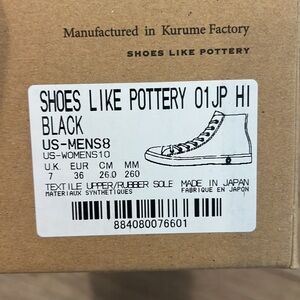 Manufactured in Kurume Factory
SHOES LIKE POTTERY
SHOES LIKE POTTERY 01JP HI
BLACK
US-MENS8
US-WOMENS10
U.K. EUR CM MM
7 36 26.0 260
TEXTILE UPPER/RUBBER SOLE MADE IN JAPAN
MATERIAUX SYNTHETIQUES FABRIQUE EN JAPON
884080076601